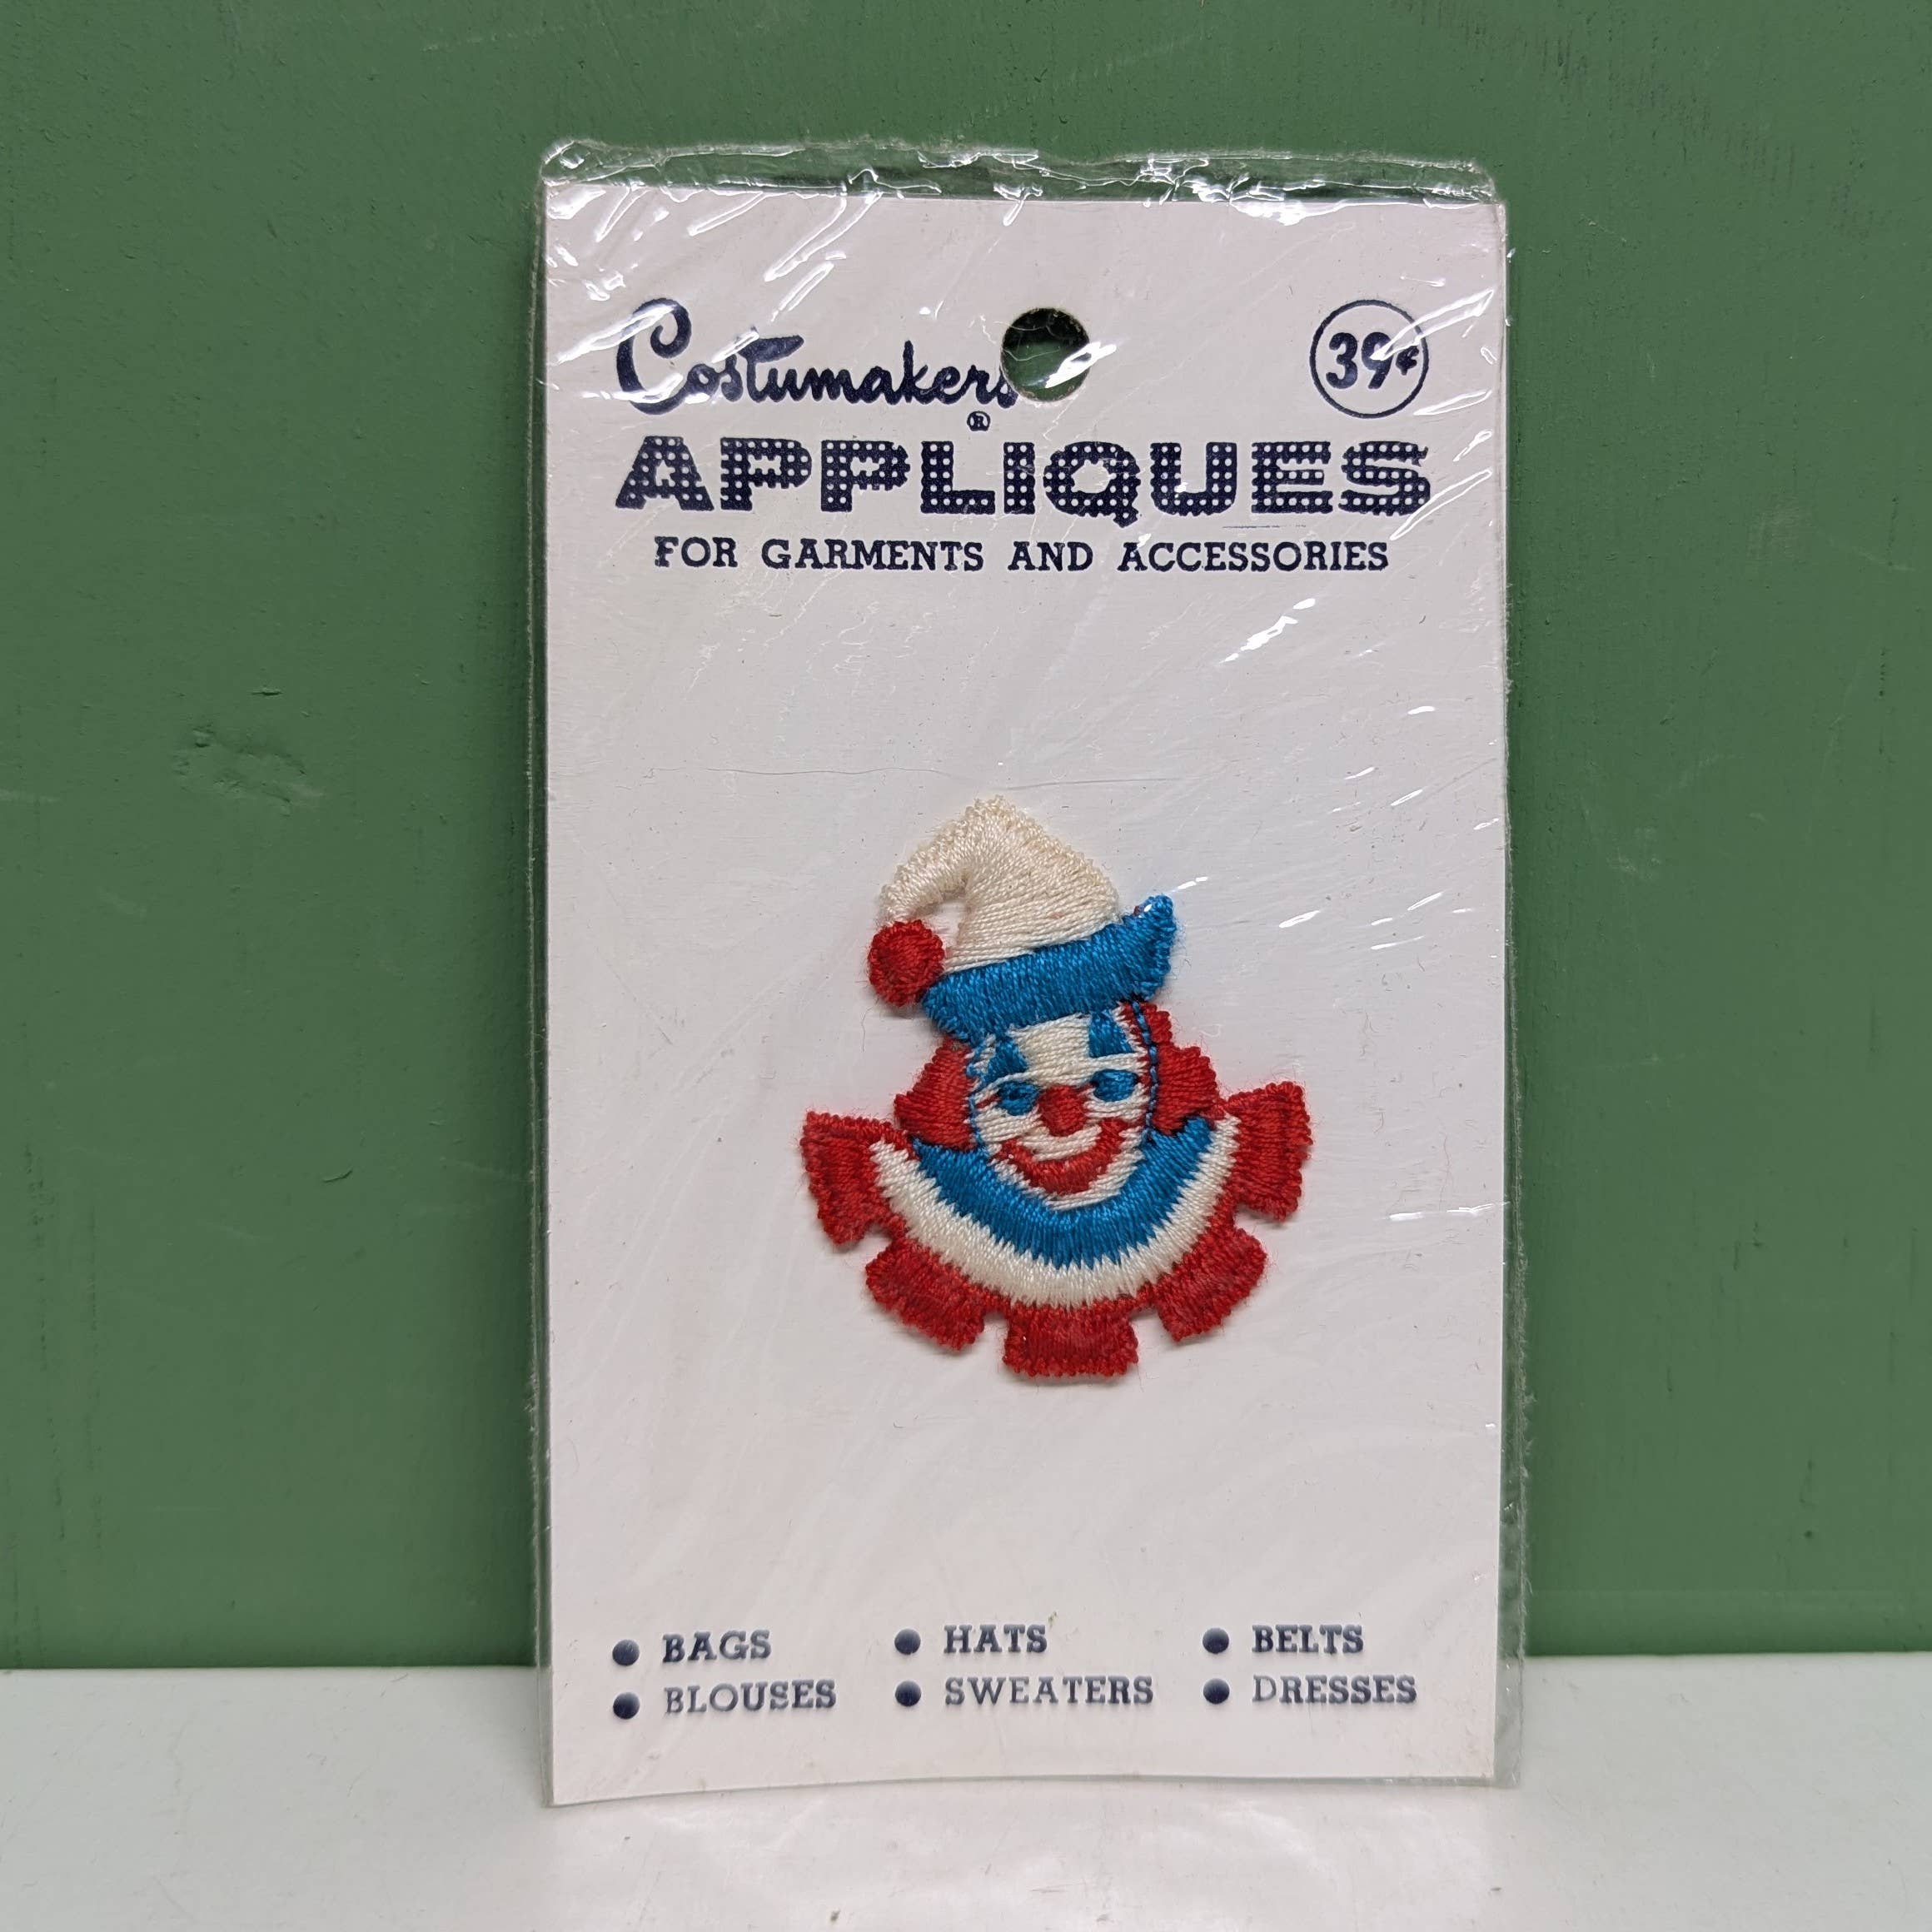 Costumakers
39¢
®
APPLIQUES
FOR GARMENTS AND ACCESSORIES
• BAGS • HATS • BELTS
• BLOUSES • SWEATERS • DRESSES